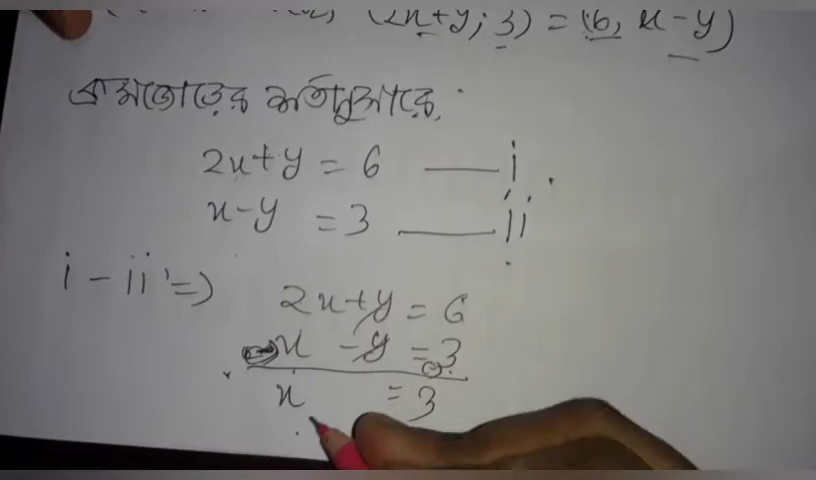 (2x+y, 3) = (6, x-y)
ক্রমজোড়ের শর্তানুসারে,
2x+y = 6 —— i
x-y = 3 —— ii
i - ii => 2x+y = 6
x -y = 3
x = 3